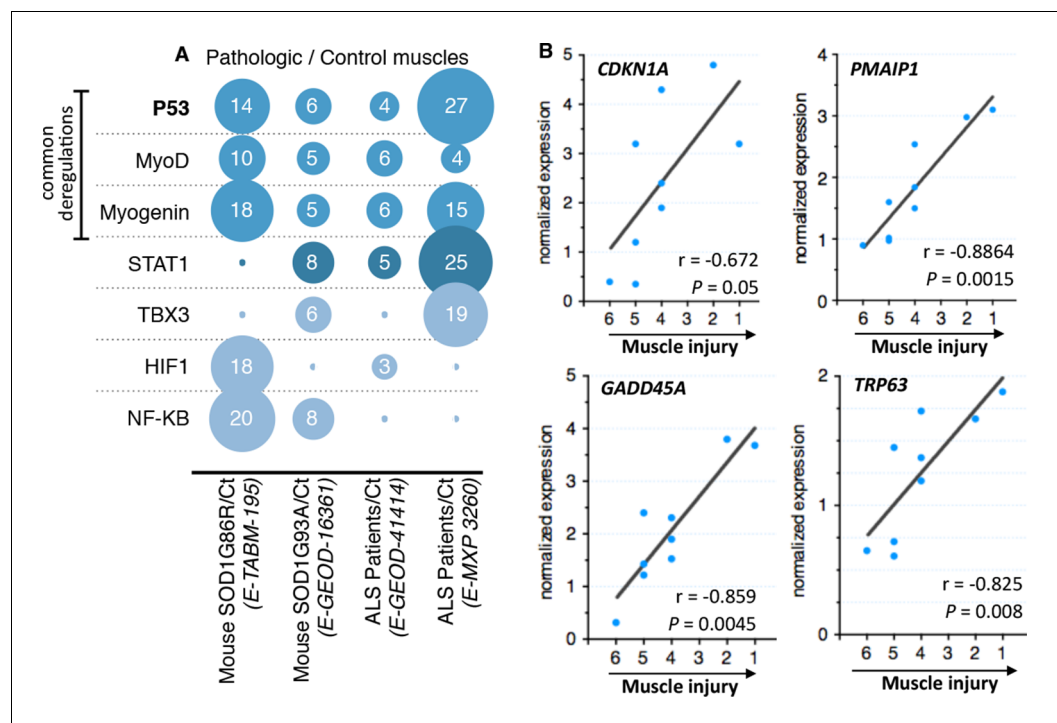 A Pathologic / Control muscles
common
deregulations
P53 14 6 4 27
MyoD 10 5 6 4
Myogenin 18 5 6 15
STAT1 8 5 25
TBX3 6 19
HIF1 18 3
NF-KB 20 8
Mouse SOD1G86R/Ct
(E-TABM-195)
Mouse SOD1G93A/Ct
(E-GEOD-16361)
ALS Patients/Ct
(E-GEOD-41414)
ALS Patients/Ct
(E-MXP 3260)
B
CDKN1A
normalized expression
5
4
3
2
1
0
r = -0.672
P = 0.05
6 5 4 3 2 1
Muscle injury
PMAIP1
normalized expression
4
3
2
1
0
r = -0.8864
P = 0.0015
6 5 4 3 2 1
Muscle injury
GADD45A
normalized expression
5
4
3
2
1
0
r = -0.859
P = 0.0045
6 5 4 3 2 1
Muscle injury
TRP63
normalized expression
2
1
0
r = -0.825
P = 0.008
6 5 4 3 2 1
Muscle injury